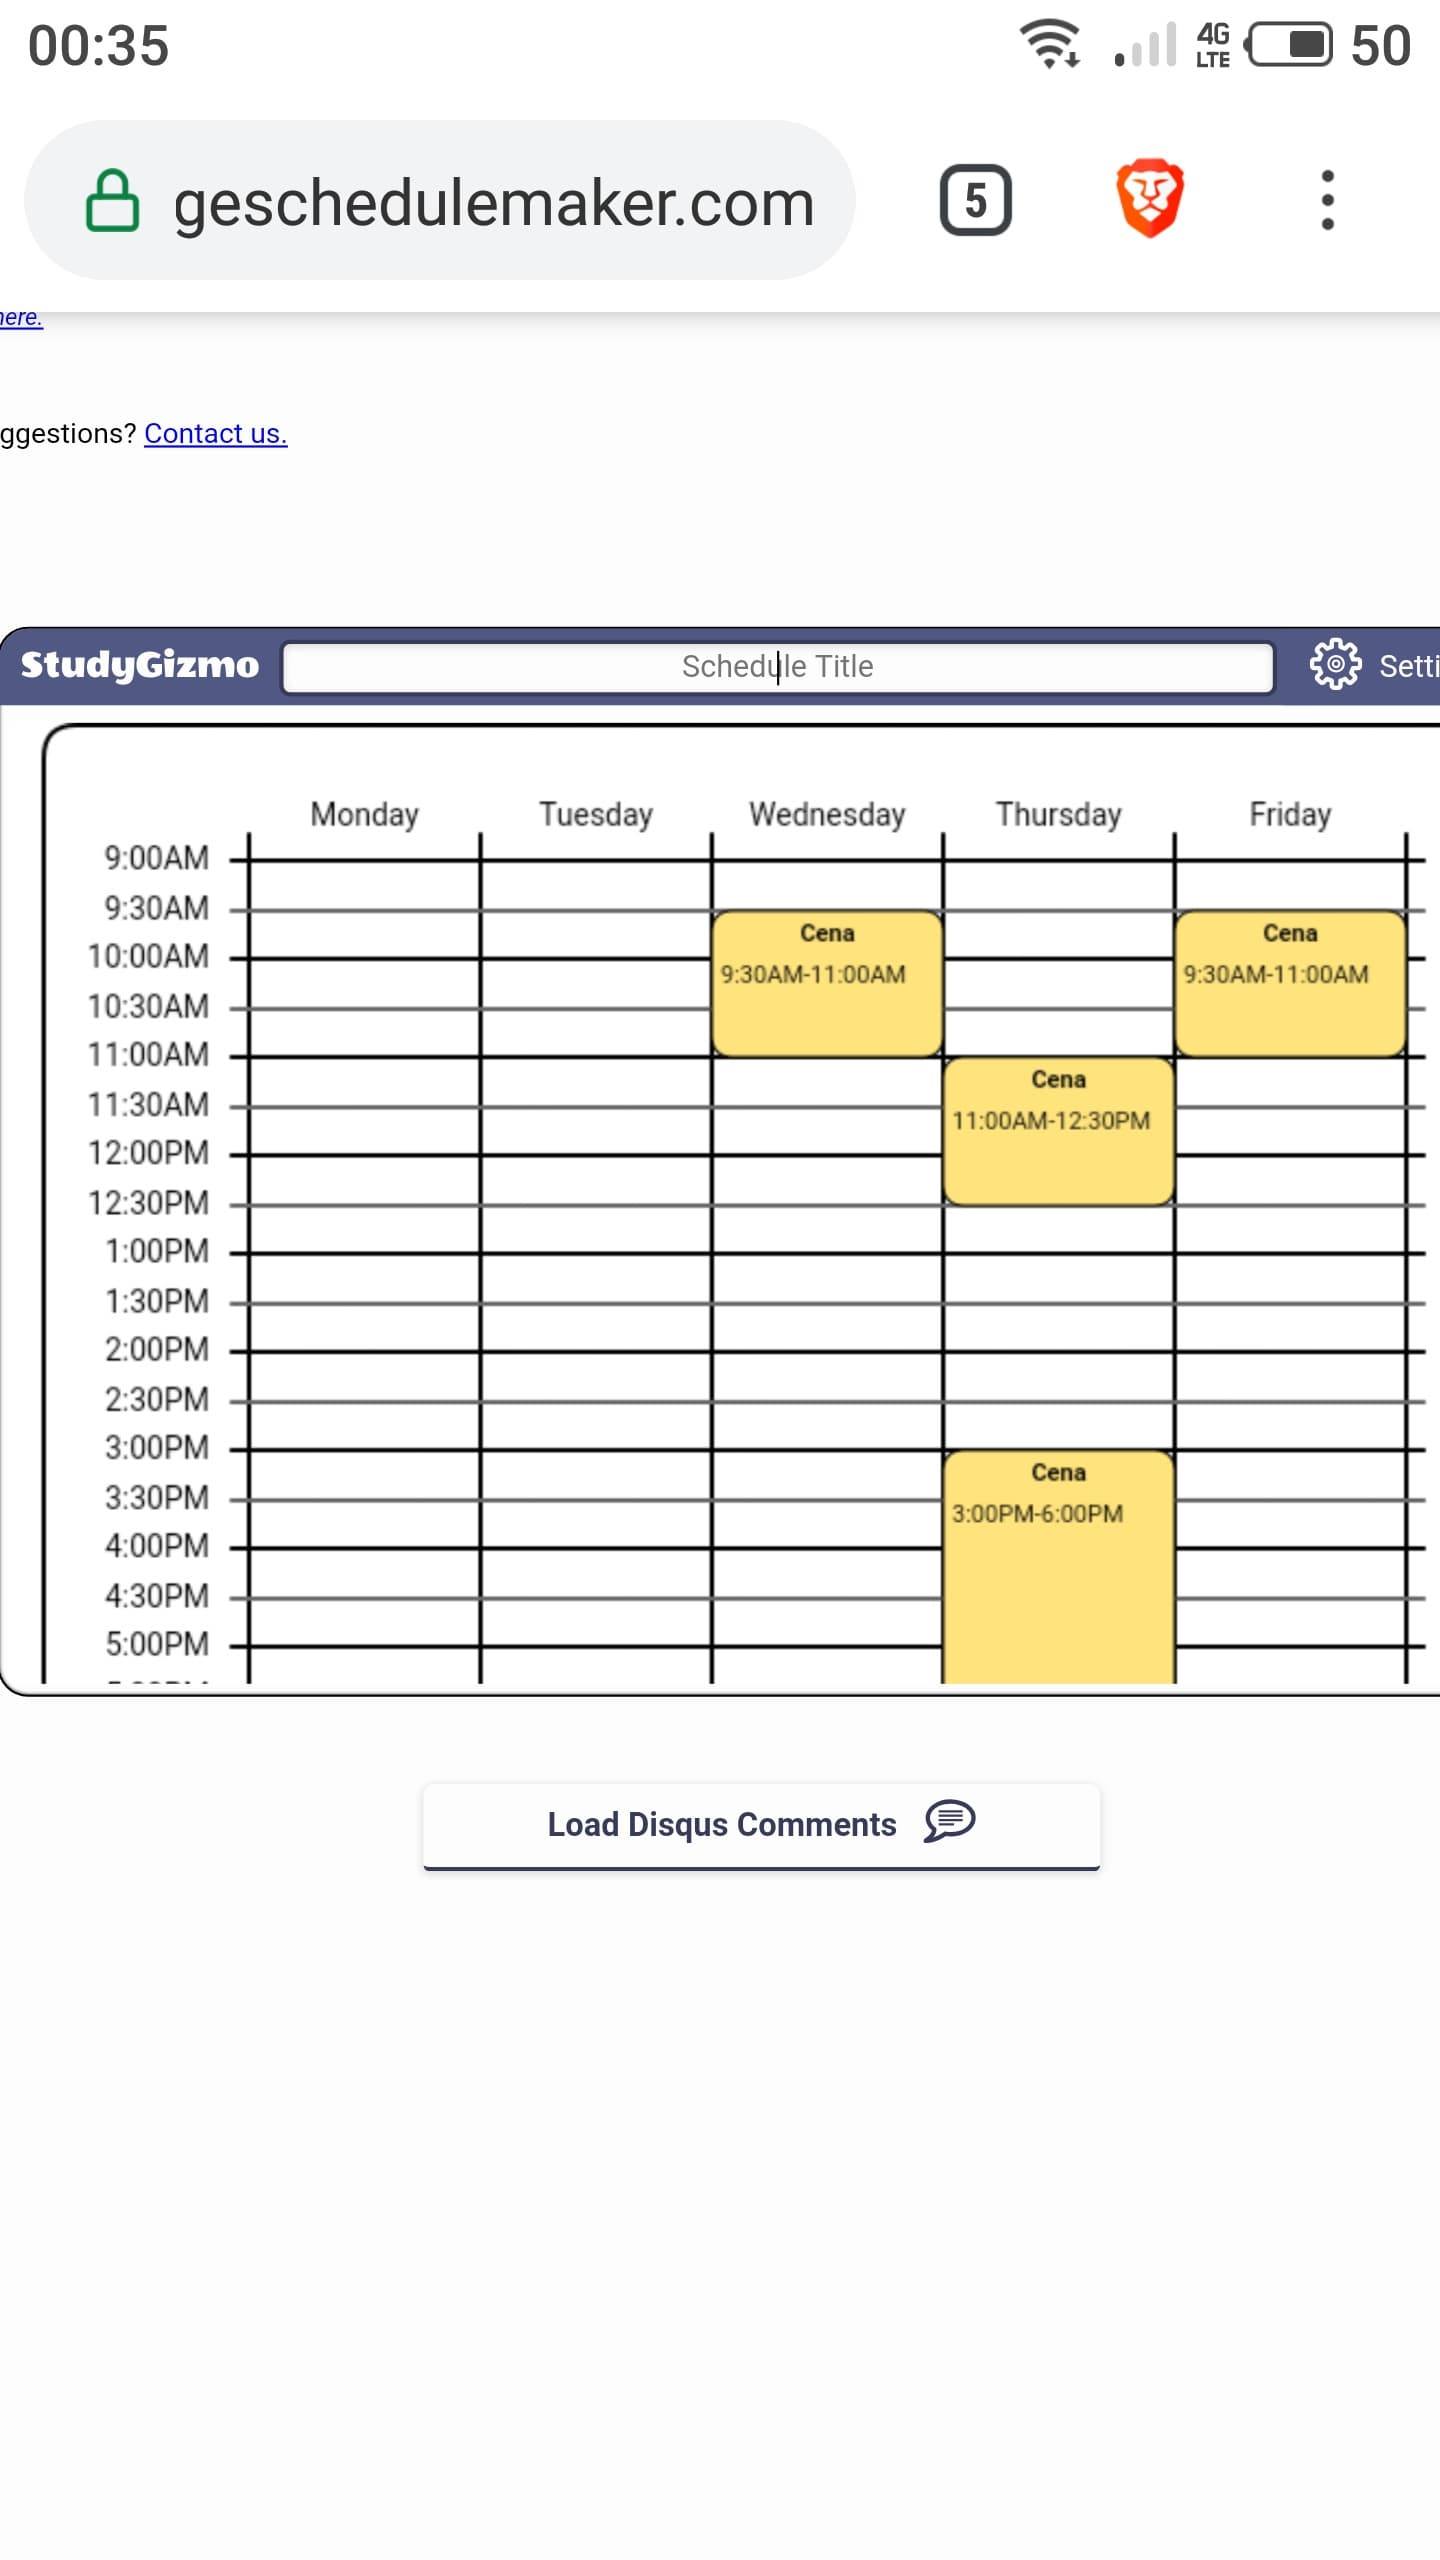 00:35 4G LTE 50
geschedulemaker.com 5
here.
ggestions? Contact us.
StudyGizmo Schedule Title Setti
Monday Tuesday Wednesday Thursday Friday
9:00AM
9:30AM
Cena Cena
10:00AM
9:30AM-11:00AM 9:30AM-11:00AM
10:30AM
11:00AM
Cena
11:30AM
11:00AM-12:30PM
12:00PM
12:30PM
1:00PM
1:30PM
2:00PM
2:30PM
3:00PM
Cena
3:30PM
3:00PM-6:00PM
4:00PM
4:30PM
5:00PM
Load Disqus Comments